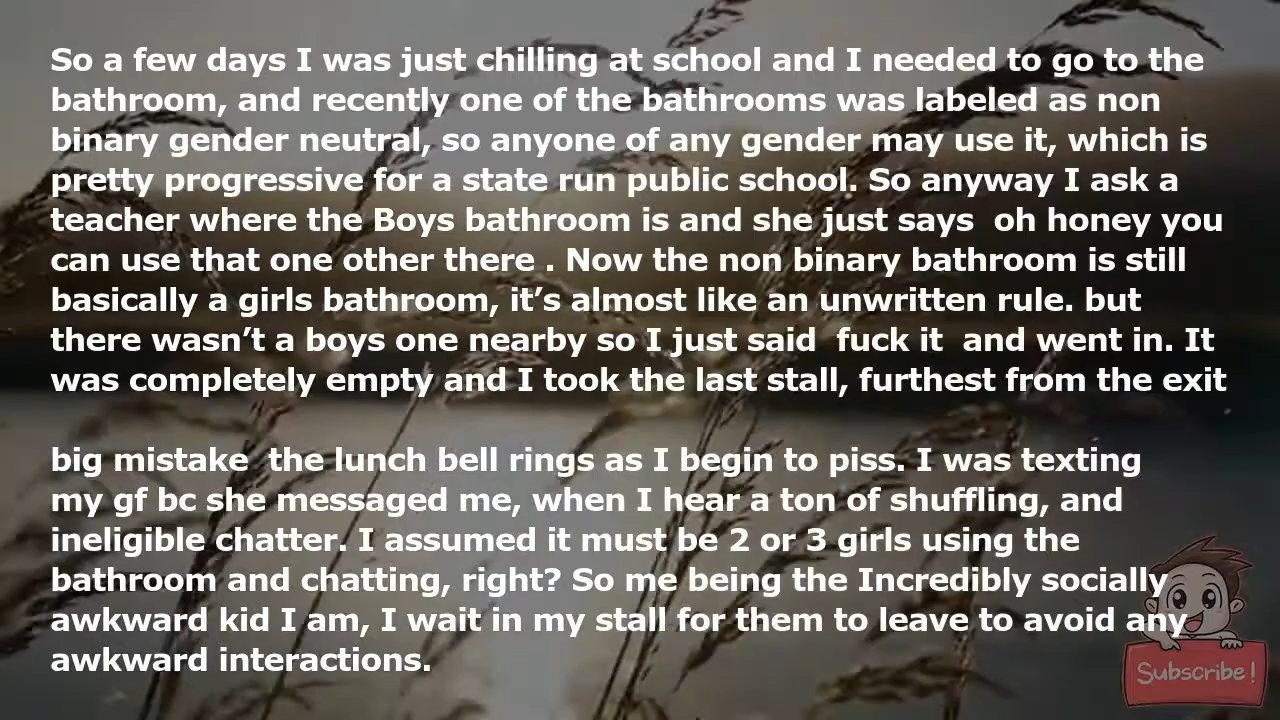 So a few days I was just chilling at school and I needed to go to the
bathroom, and recently one of the bathrooms was labeled as non
binary gender neutral, so anyone of any gender may use it, which is
pretty progressive for a state run public school. So anyway I ask a
teacher where the Boys bathroom is and she just says  oh honey you
can use that one other there . Now the non binary bathroom is still
basically a girls bathroom, it’s almost like an unwritten rule. but
there wasn’t a boys one nearby so I just said  fuck it  and went in. It
was completely empty and I took the last stall, furthest from the exit
big mistake  the lunch bell rings as I begin to piss. I was texting
my gf bc she messaged me, when I hear a ton of shuffling, and
ineligible chatter. I assumed it must be 2 or 3 girls using the
bathroom and chatting, right? So me being the Incredibly socially
awkward kid I am, I wait in my stall for them to leave to avoid any
awkward interactions.
Subscribe!